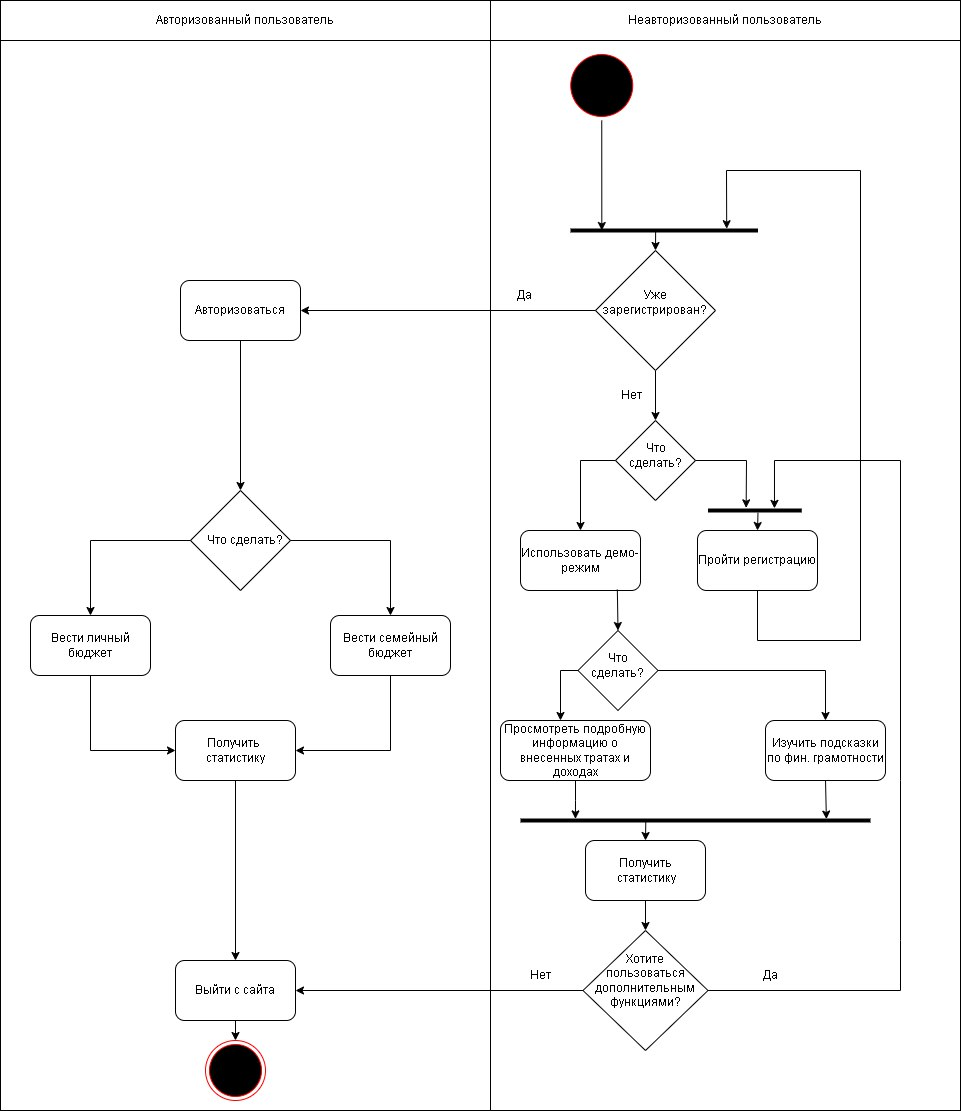 Авторизованный пользователь
Неавторизованный пользователь
Уже
зарегистрирован?
Да
Авторизоваться
Нет
Что
сделать?
Что сделать?
Использовать демо-
режим
Пройти регистрацию
Вести личный
бюджет
Вести семейный
бюджет
Что
сделать?
Получить
статистику
Просмотреть подробную
информацию о
внесенных тратах и
доходах
Изучить подсказки
по фин. грамотности
Получить
статистику
Хотите
пользоваться
дополнительным
функциями?
Нет
Да
Выйти с сайта